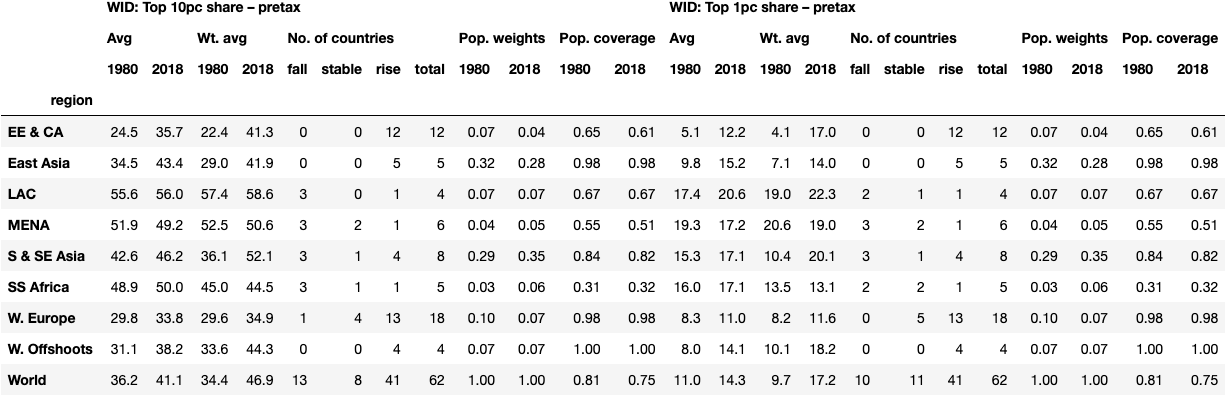 WID: Top 10pc share – pretax WID: Top 1pc share – pretax
Avg Wt. avg No. of countries Pop. weights Pop. coverage Avg Wt. avg No. of countries Pop. weights Pop. coverage
1980 2018 1980 2018 fall stable rise total 1980 2018 1980 2018 1980 2018 1980 2018 fall stable rise total 1980 2018 1980 2018
region
EE & CA 24.5 35.7 22.4 41.3 0 0 12 12 0.07 0.04 0.65 0.61 5.1 12.2 4.1 17.0 0 0 12 12 0.07 0.04 0.65 0.61
East Asia 34.5 43.4 29.0 41.9 0 0 5 5 0.32 0.28 0.98 0.98 9.8 15.2 7.1 14.0 0 0 5 5 0.32 0.28 0.98 0.98
LAC 55.6 56.0 57.4 58.6 3 0 1 4 0.07 0.07 0.67 0.67 17.4 20.6 19.0 22.3 2 1 1 4 0.07 0.07 0.67 0.67
MENA 51.9 49.2 52.5 50.6 3 2 1 6 0.04 0.05 0.55 0.51 19.3 17.2 20.6 19.0 3 2 1 6 0.04 0.05 0.55 0.51
S & SE Asia 42.6 46.2 36.1 52.1 3 1 4 8 0.29 0.35 0.84 0.82 15.3 17.1 10.4 20.1 3 1 4 8 0.29 0.35 0.84 0.82
SS Africa 48.9 50.0 45.0 44.5 3 1 1 5 0.03 0.06 0.31 0.32 16.0 17.1 13.5 13.1 2 2 1 5 0.03 0.06 0.31 0.32
W. Europe 29.8 33.8 29.6 34.9 1 4 13 18 0.10 0.07 0.98 0.98 8.3 11.0 8.2 11.6 0 5 13 18 0.10 0.07 0.98 0.98
W. Offshoots 31.1 38.2 33.6 44.3 0 0 4 4 0.07 0.07 1.00 1.00 8.0 14.1 10.1 18.2 0 0 4 4 0.07 0.07 1.00 1.00
World 36.2 41.1 34.4 46.9 13 8 41 62 1.00 1.00 0.81 0.75 11.0 14.3 9.7 17.2 10 11 41 62 1.00 1.00 0.81 0.75